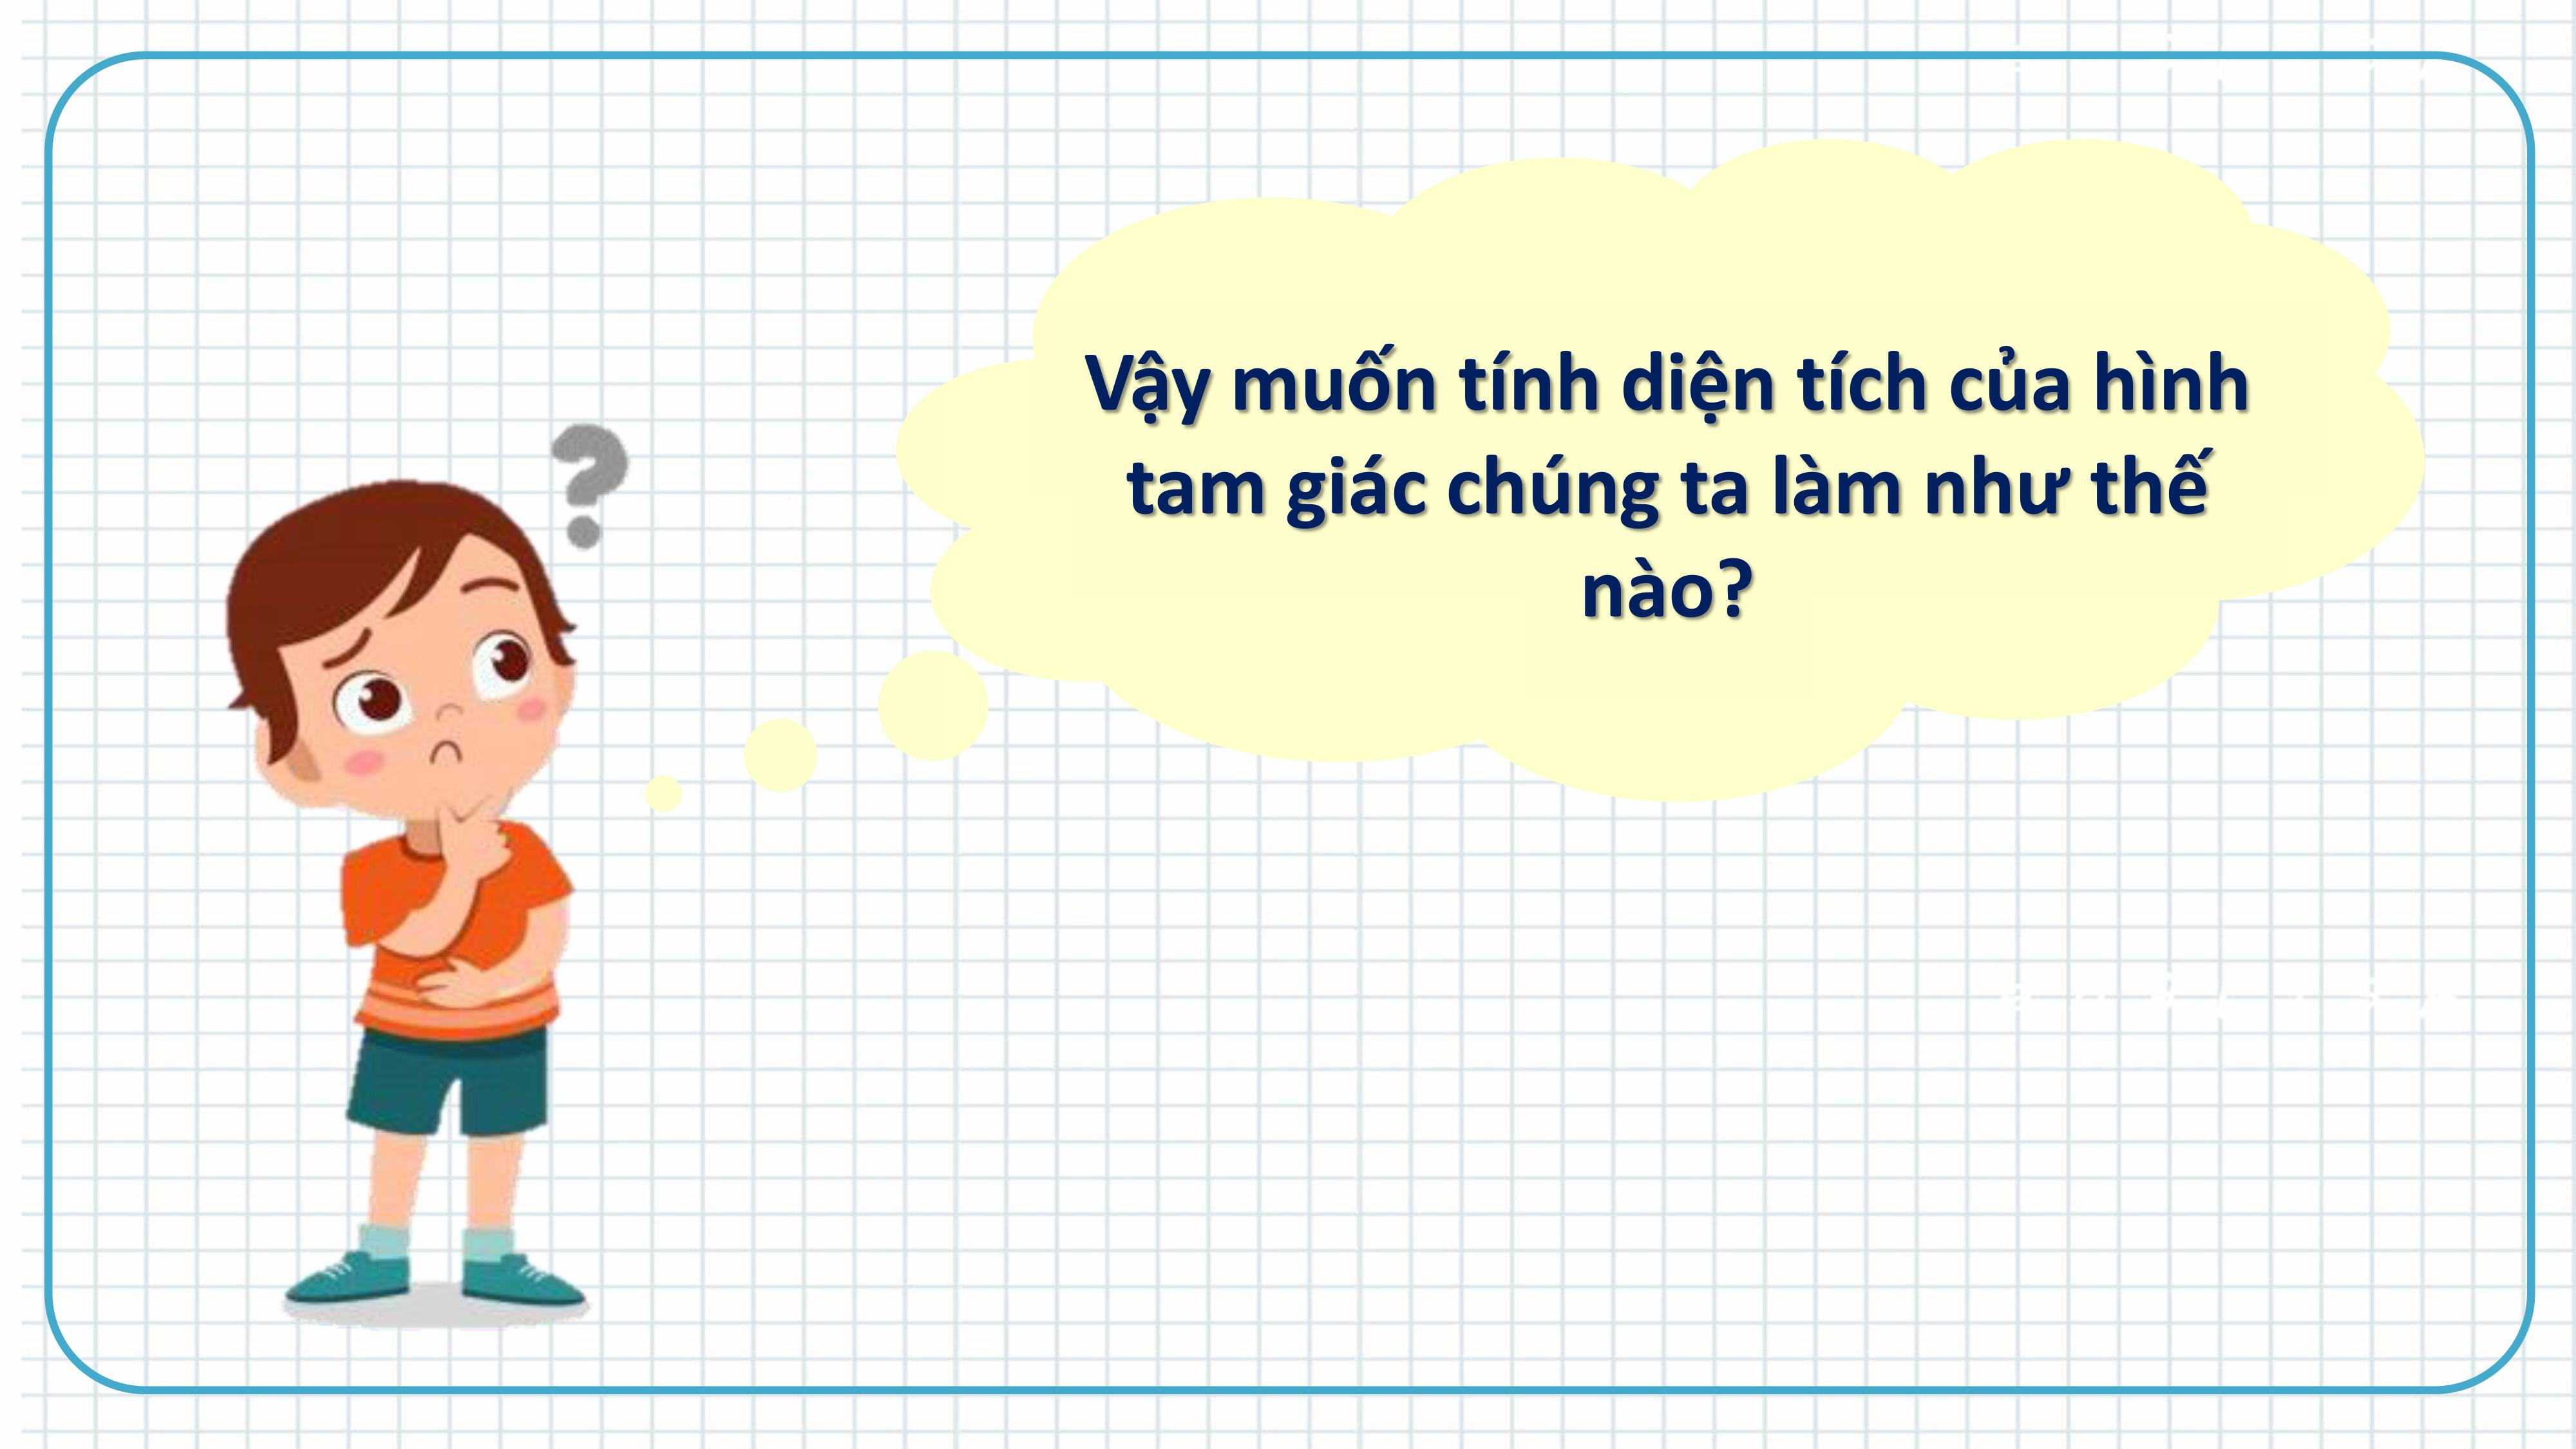 Vậy muốn tính diện tích của hình
tam giác chúng ta làm như thế
nào?